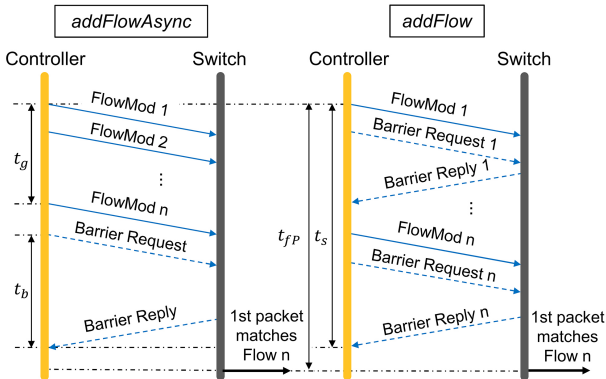 addFlowAsync
addFlow
Controller
Switch
Controller
Switch
FlowMod 1
FlowMod 2
⋮
FlowMod n
Barrier Request
Barrier Reply
t_g
t_b
1st packet
matches
Flow n
t_fP
t_s
FlowMod 1
Barrier Request 1
Barrier Reply 1
⋮
FlowMod n
Barrier Request n
Barrier Reply n
1st packet
matches
Flow n